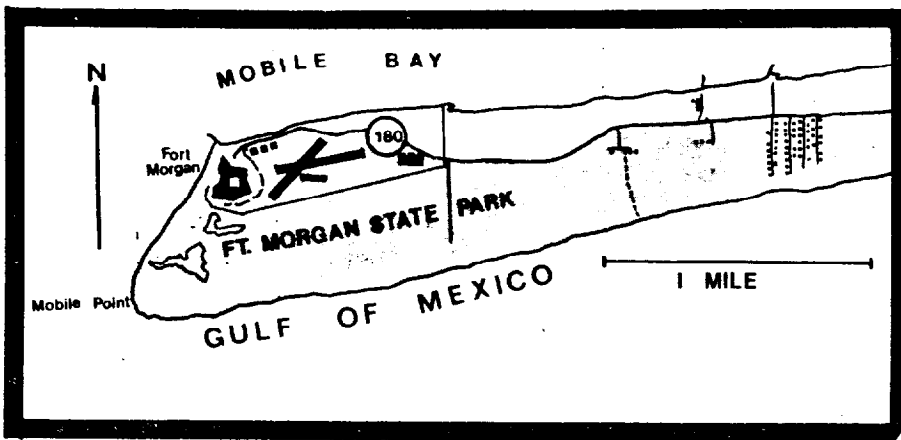 MOBILE BAY
N
180
Fort
Morgan
FT. MORGAN STATE PARK
1 MILE
Mobile Point
GULF OF MEXICO